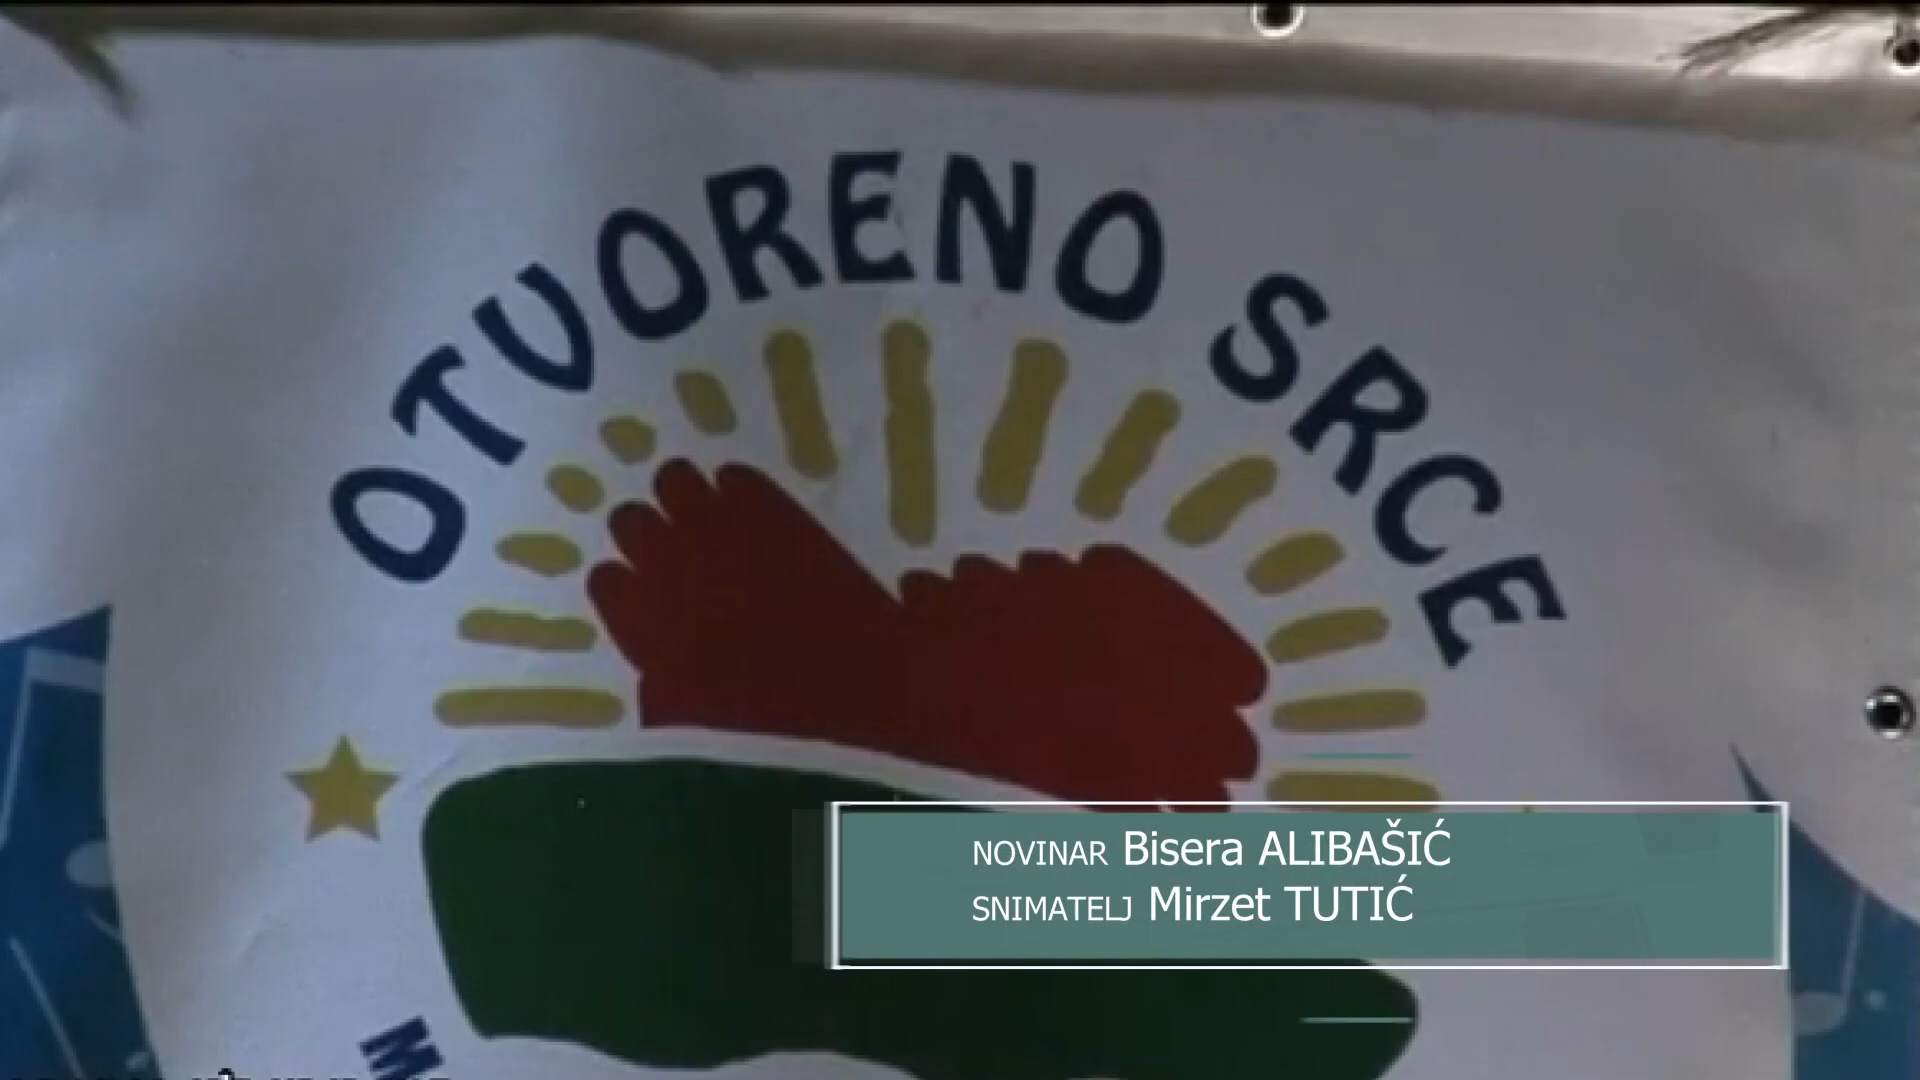 OTVORENO SRCE
NOVINAR Bisera ALIBAŠIĆ
SNIMATELJ Mirzet TUTIĆ
M